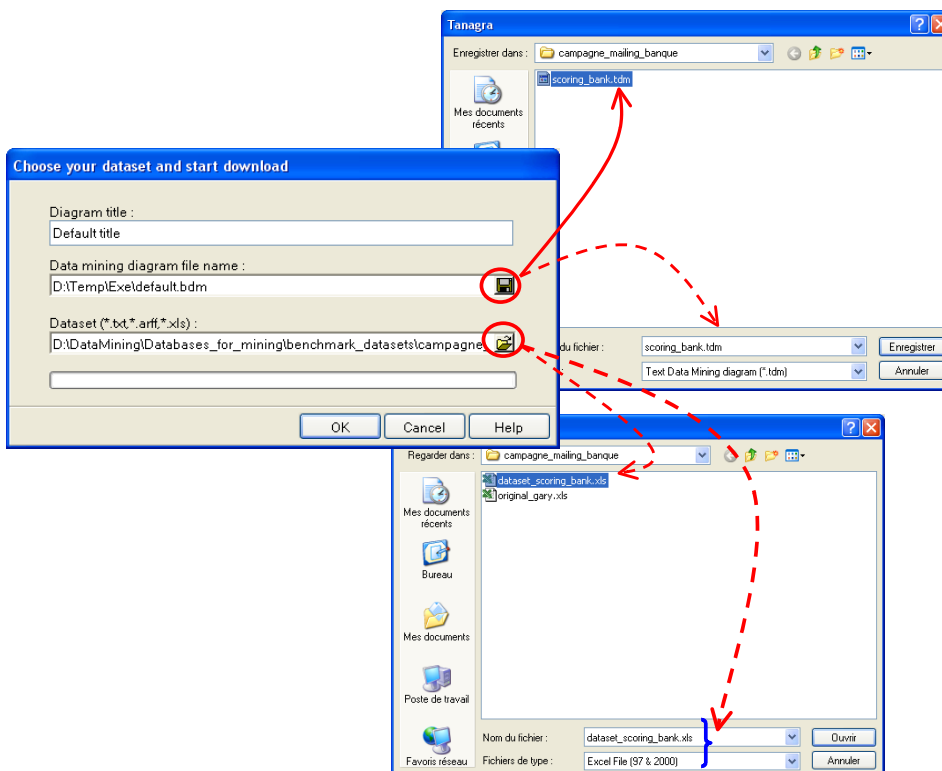 Tanagra
Enregistrer dans :
campagne_mailing_banque
scoring_bank.tdm
Mes documents
récents
Choose your dataset and start download
Diagram title :
Default title
Data mining diagram file name :
D:\Temp\Exe\default.bdm
Dataset (*.txt,*.arff,*.xls) :
D:\DataMining\Databases_for_mining\benchmark_datasets\campagne_
OK
Cancel
Help
du fichier :
scoring_bank.tdm
Enregistrer
Text Data Mining diagram (*.tdm)
Annuler
Regarder dans :
campagne_mailing_banque
dataset_scoring_bank.xls
original_gary.xls
Mes documents
récents
Bureau
Mes documents
Poste de travail
Favoris réseau
Nom du fichier :
dataset_scoring_bank.xls
Ouvrir
Fichiers de type :
Excel File (97 & 2000)
Annuler